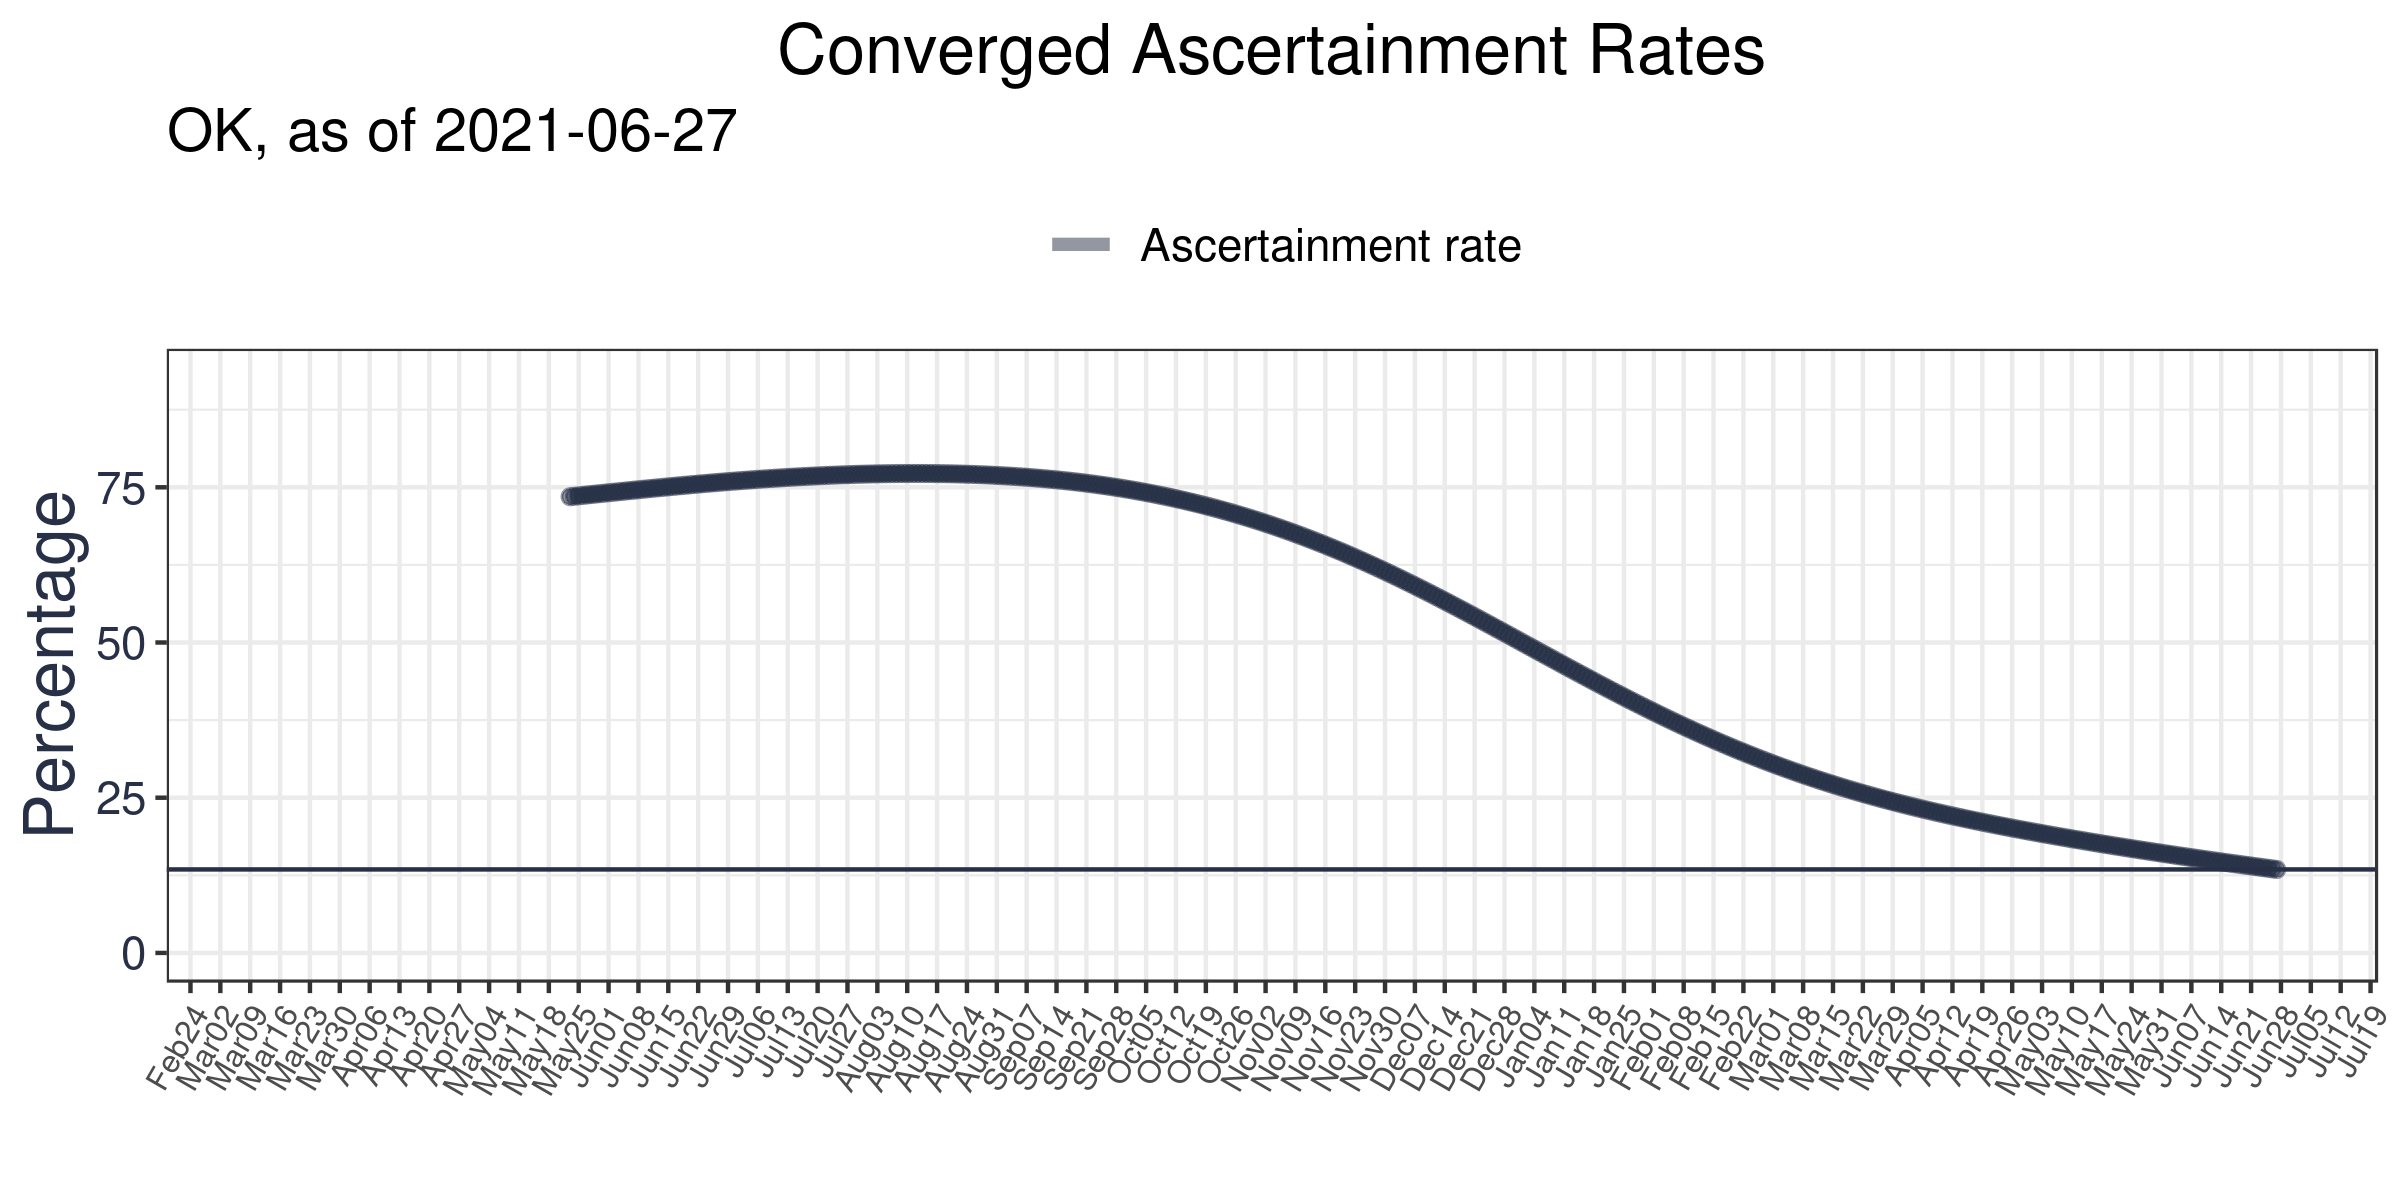 Converged Ascertainment Rates
OK, as of 2021-06-27
Ascertainment rate
Percentage
75
50
25
0
Feb24
Mar02
Mar09
Mar16
Mar23
Mar30
Apr06
Apr13
Apr20
Apr27
May04
May11
May18
May25
Jun01
Jun08
Jun15
Jun22
Jun29
Jul06
Jul13
Jul20
Jul27
Aug03
Aug10
Aug17
Aug24
Aug31
Sep07
Sep14
Sep21
Sep28
Oct05
Oct12
Oct19
Oct26
Nov02
Nov09
Nov16
Nov23
Nov30
Dec07
Dec14
Dec21
Dec28
Jan04
Jan11
Jan18
Jan25
Feb01
Feb08
Feb15
Feb22
Mar01
Mar08
Mar15
Mar22
Mar29
Apr05
Apr12
Apr19
Apr26
May03
May10
May17
May24
May31
Jun07
Jun14
Jun21
Jun28
Jul05
Jul12
Jul19